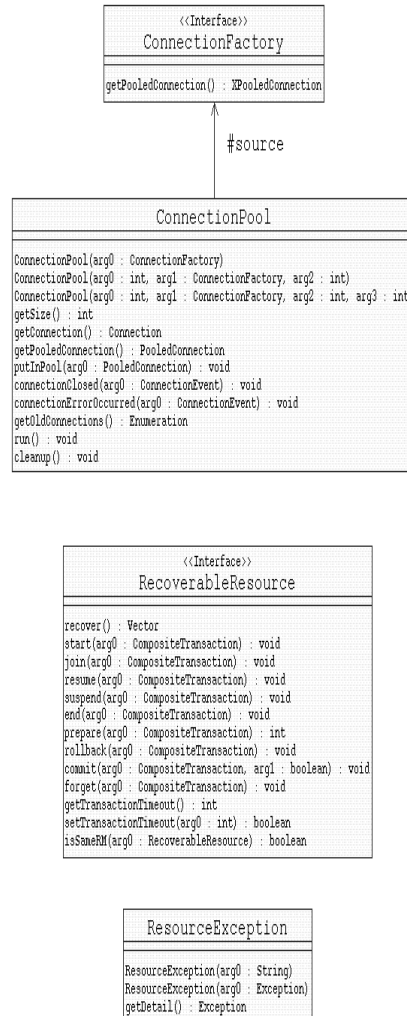 <<Interface>>
ConnectionFactory
getPooledConnection() : XPooledConnection
#source
ConnectionPool
ConnectionPool(arg0 : ConnectionFactory)
ConnectionPool(arg0 : int, arg1 : ConnectionFactory, arg2 : int)
ConnectionPool(arg0 : int, arg1 : ConnectionFactory, arg2 : int, arg3 : int
getSize() : int
getConnection() : Connection
getPooledConnection() : PooledConnection
putInPool(arg0 : PooledConnection) : void
connectionClosed(arg0 : ConnectionEvent) : void
connectionErrorOccurred(arg0 : ConnectionEvent) : void
getOldConnections() : Enumeration
run() : void
cleanup() : void
<<Interface>>
RecoverableResource
recover() : Vector
start(arg0 : CompositeTransaction) : void
join(arg0 : CompositeTransaction) : void
resume(arg0 : CompositeTransaction) : void
suspend(arg0 : CompositeTransaction) : void
end(arg0 : CompositeTransaction) : void
prepare(arg0 : CompositeTransaction) : int
rollback(arg0 : CompositeTransaction) : void
commit(arg0 : CompositeTransaction, arg1 : boolean) : void
forget(arg0 : CompositeTransaction) : void
getTransactionTimeout() : int
setTransactionTimeout(arg0 : int) : boolean
isSameRM(arg0 : RecoverableResource) : boolean
ResourceException
ResourceException(arg0 : String)
ResourceException(arg0 : Exception)
getDetail() : Exception